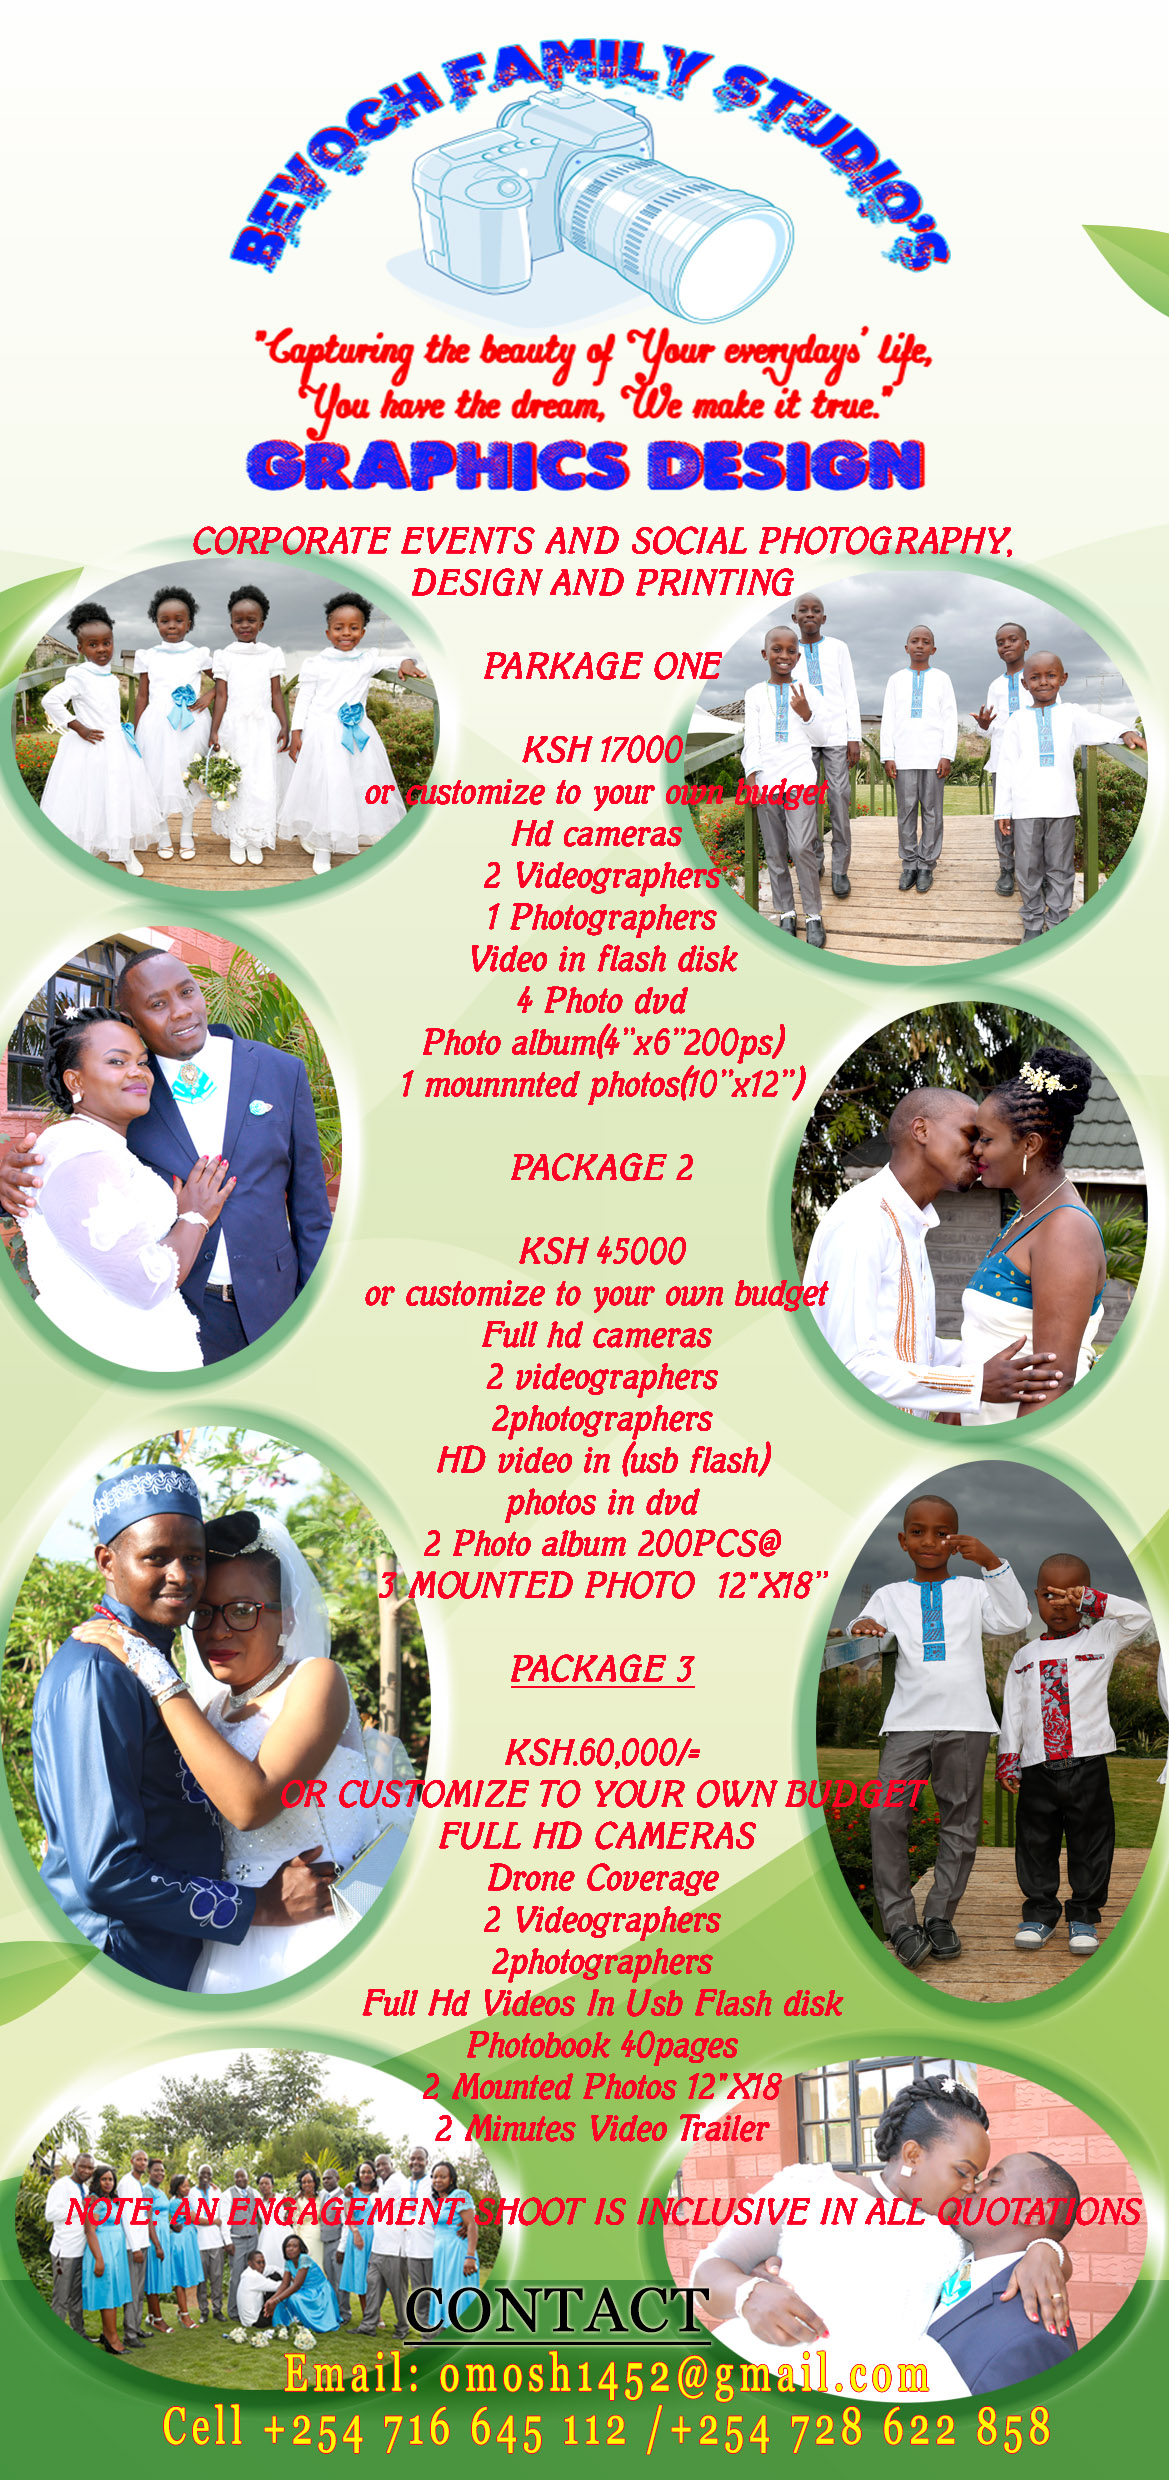 BEVOCH FAMILY STUDIO'S
"Capturing the beauty of Your everydays' life,
You have the dream, We make it true."
GRAPHICS DESIGN
CORPORATE EVENTS AND SOCIAL PHOTOGRAPHY,
DESIGN AND PRINTING
PARKAGE ONE
KSH 17000
or customize to your own budget
Hd cameras
2 Videographers
1 Photographers
Video in flash disk
4 Photo dvd
Photo album(4"x6"200ps)
1 mounnnted photos(10"x12")
PACKAGE 2
KSH 45000
or customize to your own budget
Full hd cameras
2 videographers
2photographers
HD video in (usb flash)
photos in dvd
2 Photo album 200PCS@
3 MOUNTED PHOTO 12"X18"
PACKAGE 3
KSH.60,000/=
OR CUSTOMIZE TO YOUR OWN BUDGET
FULL HD CAMERAS
Drone Coverage
2 Videographers
2photographers
Full Hd Videos In Usb Flash disk
Photobook 40pages
2 Mounted Photos 12"X18
2 Minutes Video Trailer
NOTE: AN ENGAGEMENT SHOOT IS INCLUSIVE IN ALL QUOTATIONS
CONTACT
Email: omosh1452@gmail.com
Cell +254 716 645 112 /+254 728 622 858